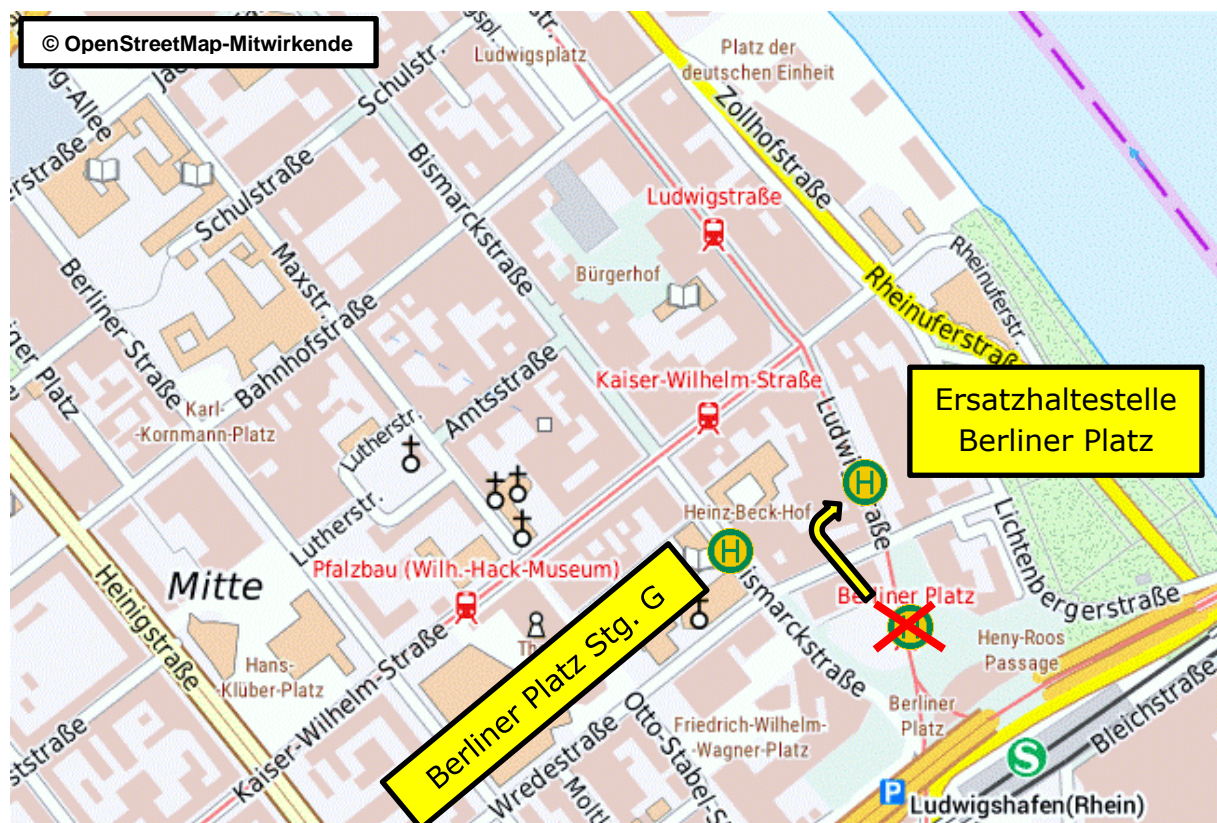 © OpenStreetMap-Mitwirkende
Schulstr.
Ludwigsplatz
Platz der
deutschen Einheit
Zollhofstraße
Bismarckstraße
Ludwigstraße
Schulstraße
Maxstr.
Bürgerhof
Rheinuferstr.
Rheinuferstraße
Berliner Straße
Bahnhofstraße
Kaiser-Wilhelm-Straße
Ersatzhaltestelle
Berliner Platz
Karl-
-Kornmann-Platz
Amtsstraße
Lutherstr.
Lutherstr.
H
Heinz-Beck-Hof
H
Lichtenbergerstraße
Pfalzbau (Wilh.-Hack-Museum)
Mitte
Heinigstraße
Berliner Platz
H
Bismarckstraße
Heny-Roos
Passage
Berliner Platz Stg. G
Hans-
-Klüber-Platz
Kaiser-Wilhelm-Straße
Berliner
Platz
Friedrich-Wilhelm-
-Wagner-Platz
Bleichstraße
Wredestraße
S
P
Ludwigshafen(Rhein)